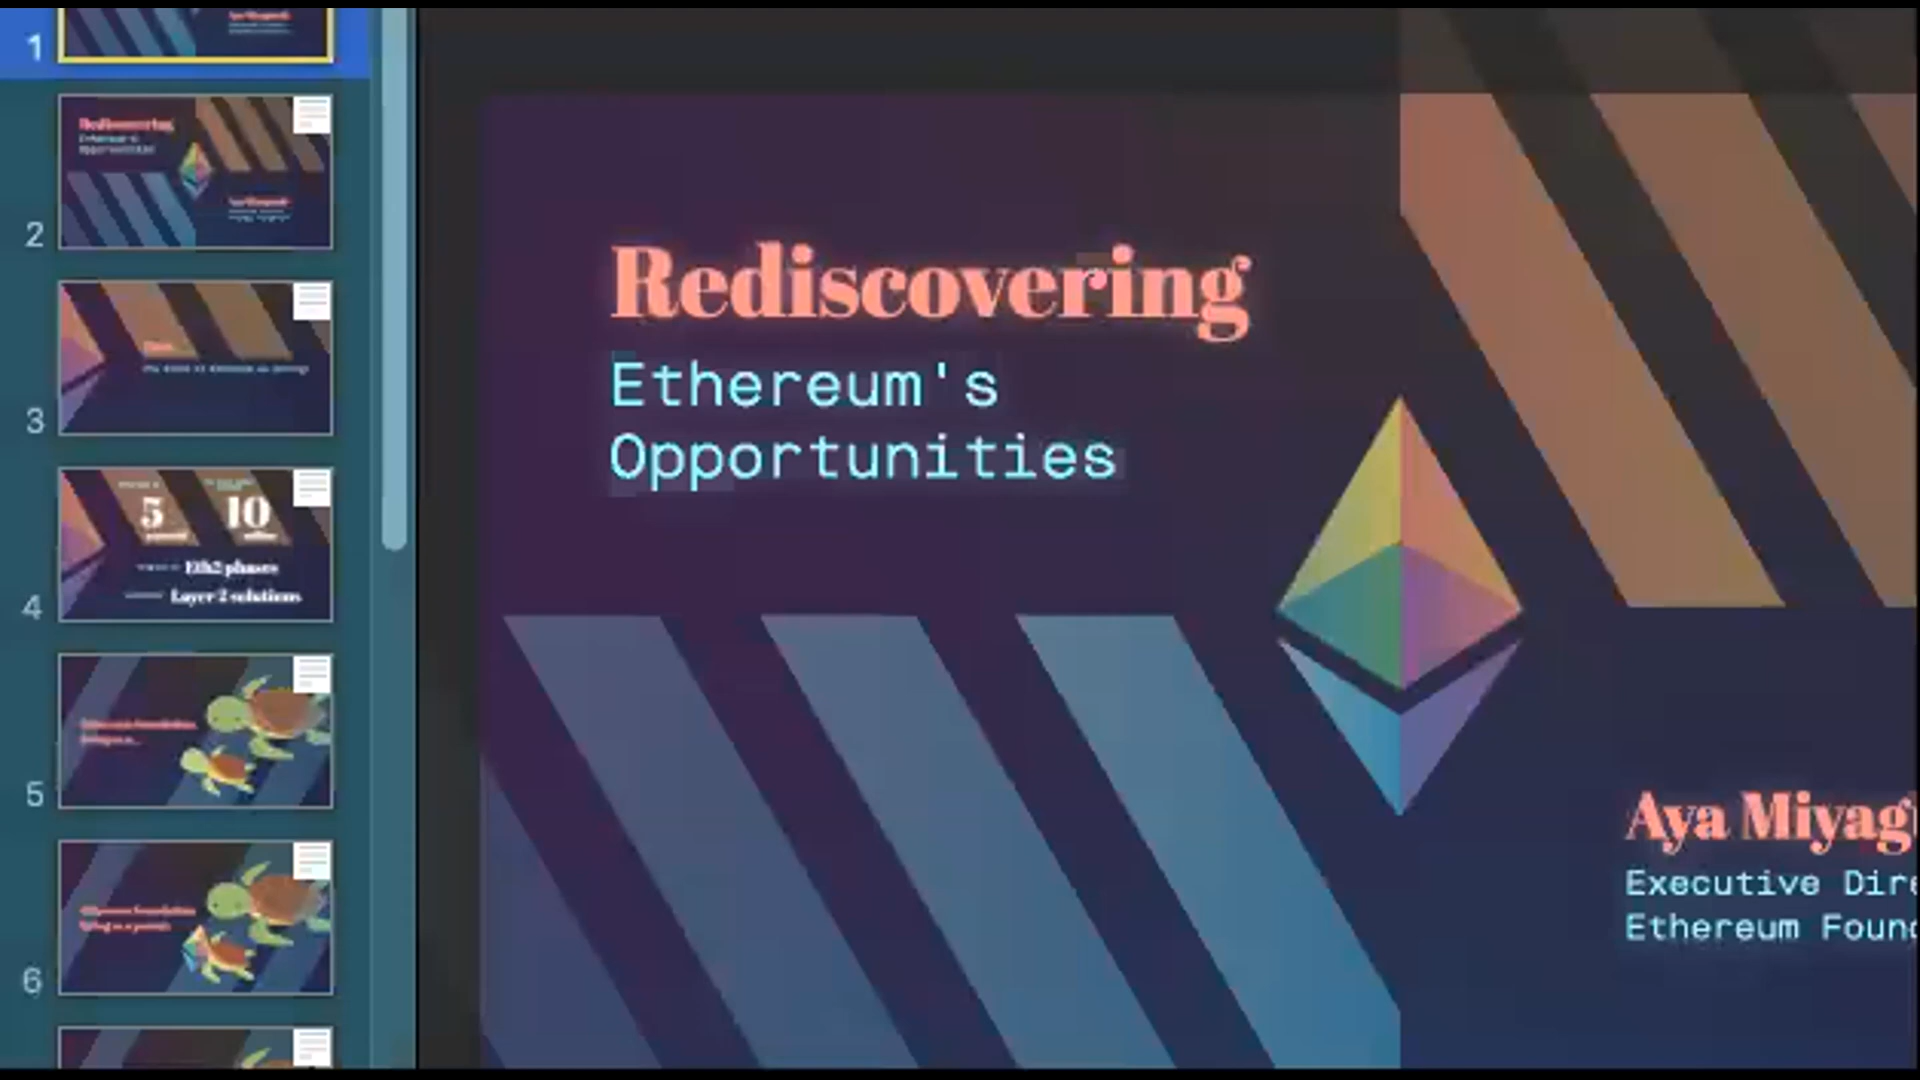 1
2
Rediscovering
Ethereum's
Opportunities
3
4
5
10
Eth2 phases
Layer 2 solutions
5
6
Rediscovering
Ethereum's
Opportunities
Aya Miyag
Executive Dire
Ethereum Found